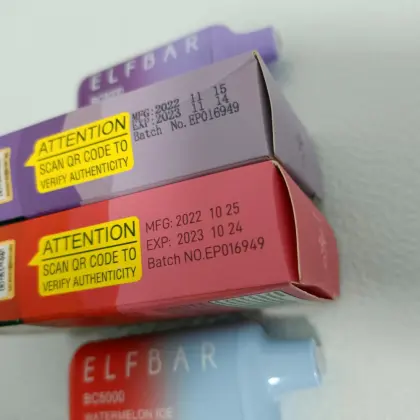 ELFBAR
BC5000
ATTENTION
SCAN QR CODE TO
VERIFY AUTHENTICITY
MFG:2022 11 15
EXP:2023 11 14
Batch No.EP016949
ATTENTION
SCAN QR CODE TO
VERIFY AUTHENTICITY
MFG: 2022 10 25
EXP: 2023 10 24
Batch NO.EP016949
ELFBAR
BC5000
WATERMELON ICE